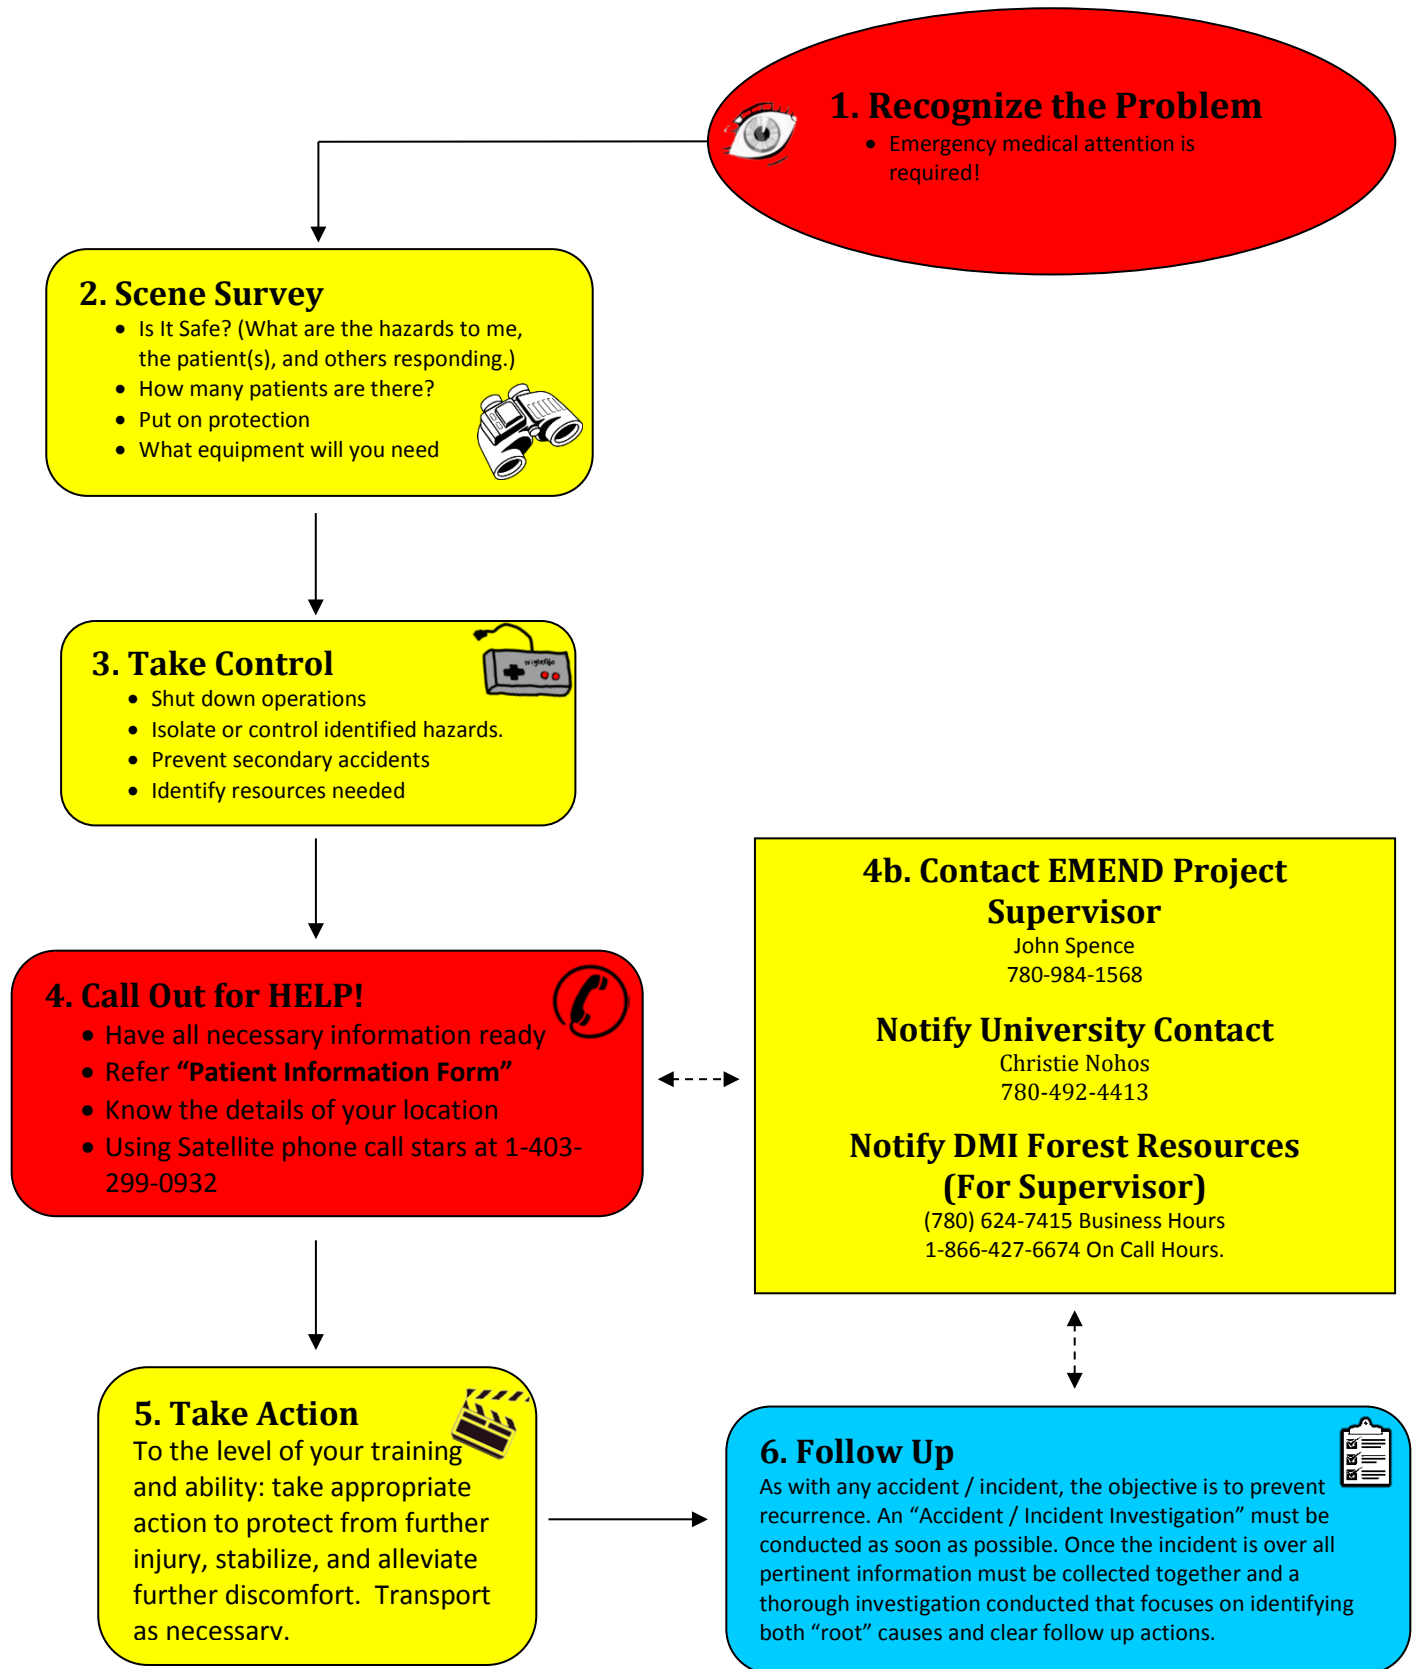 1. Recognize the Problem
• Emergency medical attention is
required!
2. Scene Survey
• Is It Safe? (What are the hazards to me,
the patient(s), and others responding.)
• How many patients are there?
• Put on protection
• What equipment will you need
3. Take Control
• Shut down operations
• Isolate or control identified hazards.
• Prevent secondary accidents
• Identify resources needed
4. Call Out for HELP!
• Have all necessary information ready
• Refer “Patient Information Form”
• Know the details of your location
• Using Satellite phone call stars at 1-403-
299-0932
4b. Contact EMEND Project
Supervisor
John Spence
780-984-1568
Notify University Contact
Christie Nohos
780-492-4413
Notify DMI Forest Resources
(For Supervisor)
(780) 624-7415 Business Hours
1-866-427-6674 On Call Hours.
5. Take Action
To the level of your training
and ability: take appropriate
action to protect from further
injury, stabilize, and alleviate
further discomfort.  Transport
as necessary.
6. Follow Up
As with any accident / incident, the objective is to prevent
recurrence. An “Accident / Incident Investigation” must be
conducted as soon as possible. Once the incident is over all
pertinent information must be collected together and a
thorough investigation conducted that focuses on identifying
both “root” causes and clear follow up actions.